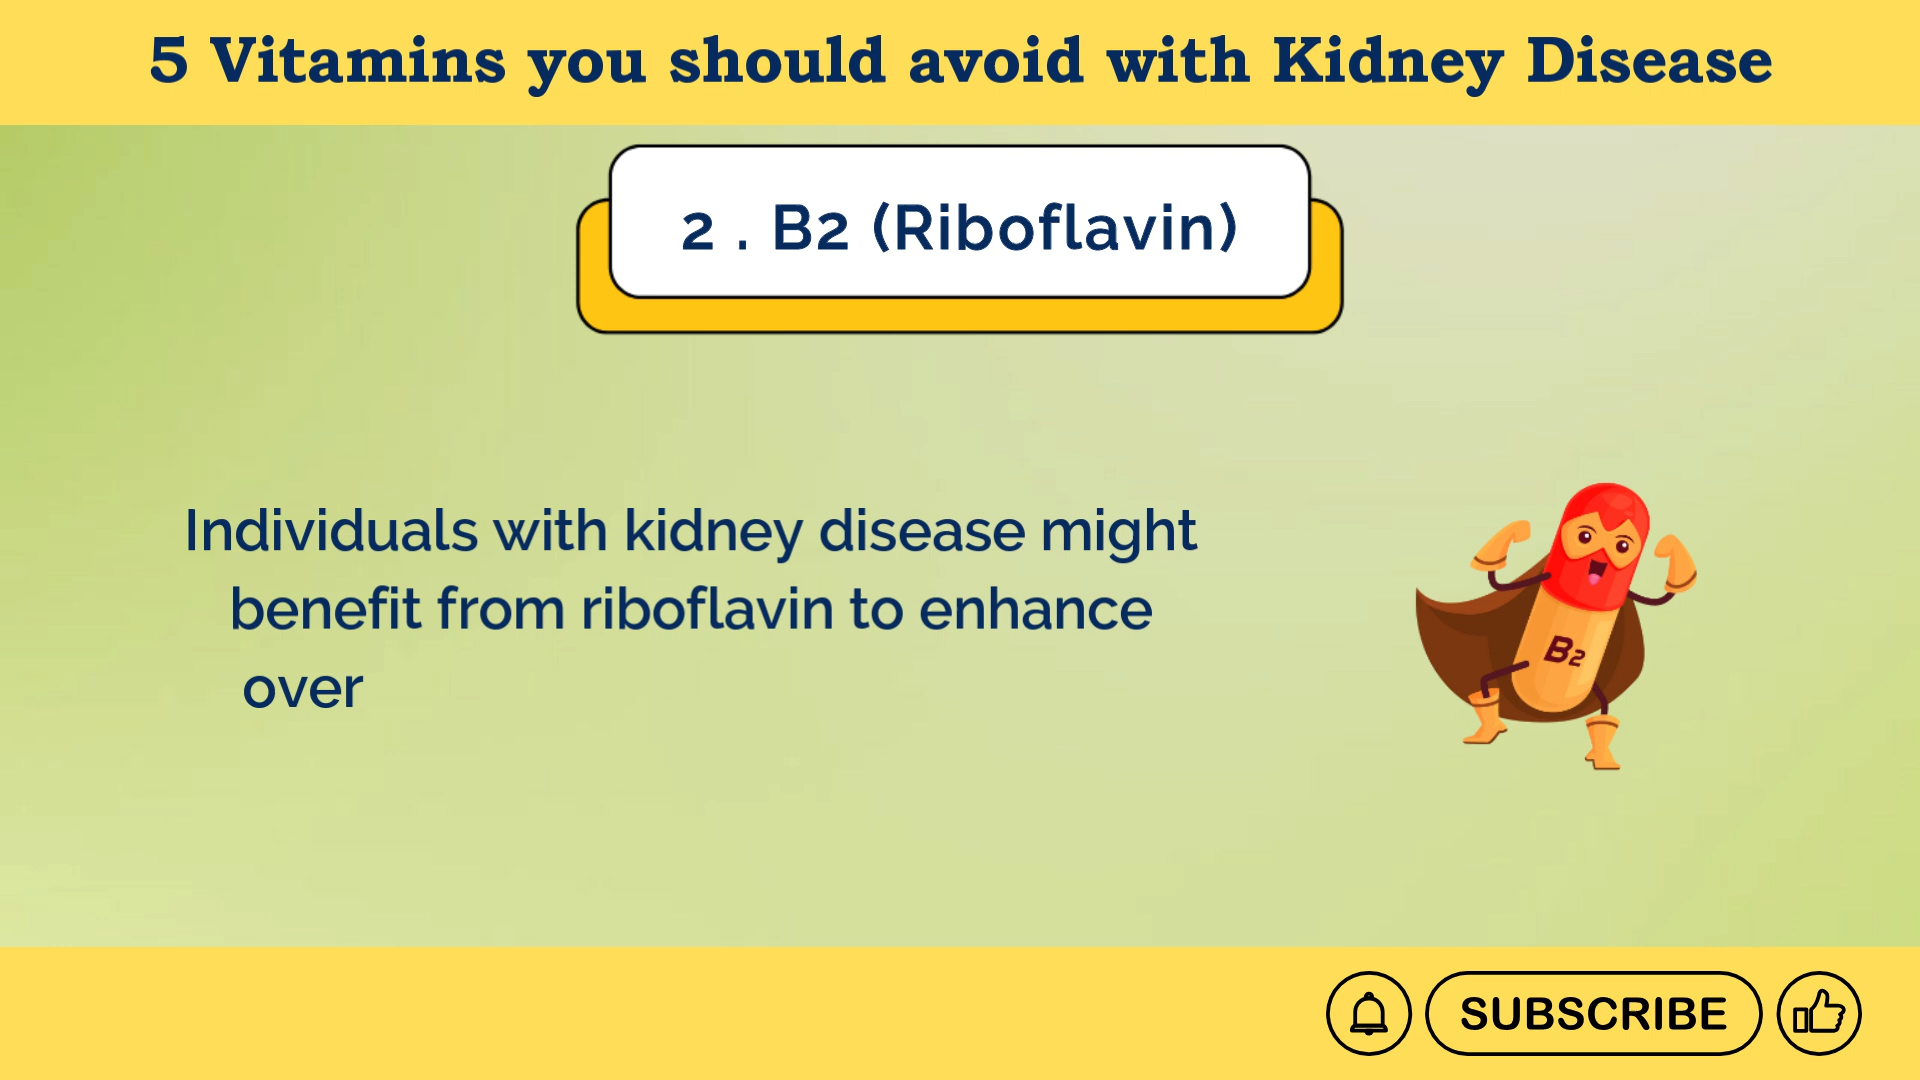 5 Vitamins you should avoid with Kidney Disease
2 . B2 (Riboflavin)
Individuals with kidney disease might
benefit from riboflavin to enhance
over
B2
SUBSCRIBE